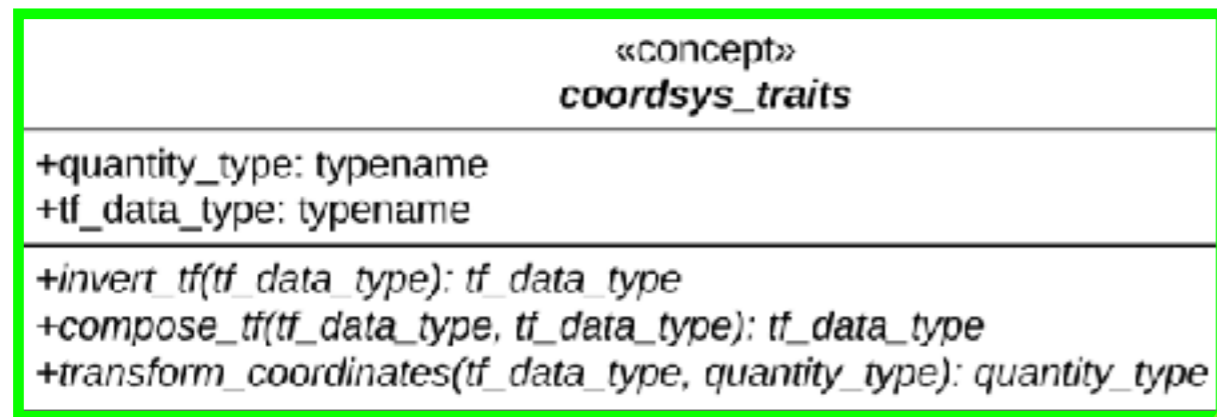 «concept»
coordsys_traits
+quantity_type: typename
+tf_data_type: typename
+invert_tf(tf_data_type): tf_data_type
+compose_tf(tf_data_type, tf_data_type): tf_data_type
+transform_coordinates(tf_data_type, quantity_type): quantity_type